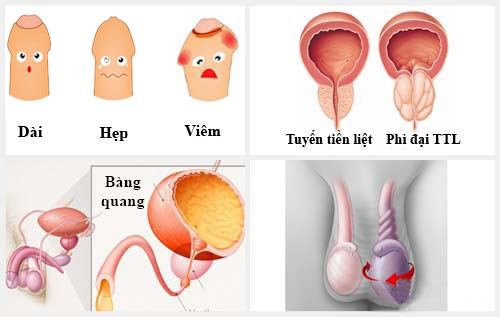 Dài
Hẹp
Viêm
Tuyến tiền liệt
Phì đại TTL
Bàng
quang